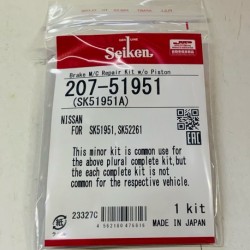 Seiken
Brake M/C Repair Kit w/o Piston
207-51951
(SK51951A)
NISSAN
FOR SK51951,SK52261
EAC
This minor kit is common use for
the above plural complete kit,but
the each complete kit was not
common for the respective vehicle.
23327C
1 kit
MADE IN JAPAN